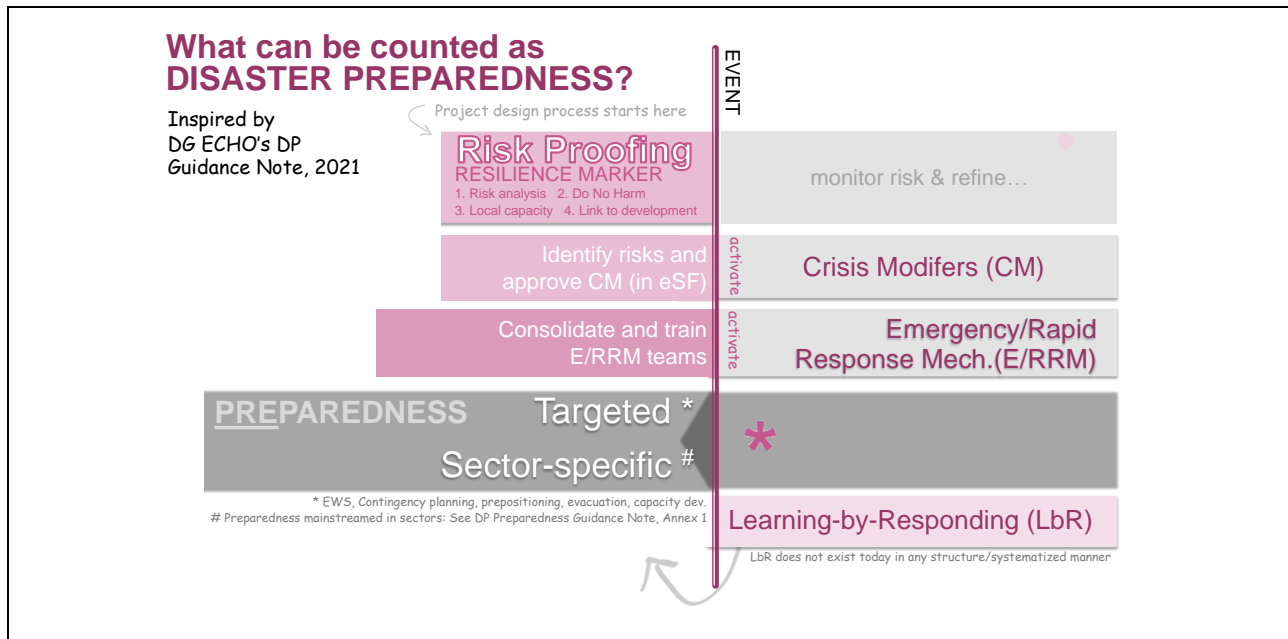 What can be counted as
DISASTER PREPAREDNESS?
Inspired by
DG ECHO's DP
Guidance Note, 2021
Project design process starts here
EVENT
Risk Proofing
RESILIENCE MARKER
1. Risk analysis 2. Do No Harm
3. Local capacity 4. Link to development
monitor risk & refine…
Identify risks and
approve CM (in eSF)
activate
Crisis Modifers (CM)
Consolidate and train
E/RRM teams
activate
Emergency/Rapid
Response Mech.(E/RRM)
PREPAREDNESS
Targeted *
Sector-specific #
*
* EWS, Contingency planning, prepositioning, evacuation, capacity dev.
# Preparedness mainstreamed in sectors: See DP Preparedness Guidance Note, Annex 1
Learning-by-Responding (LbR)
LbR does not exist today in any structure/systematized manner